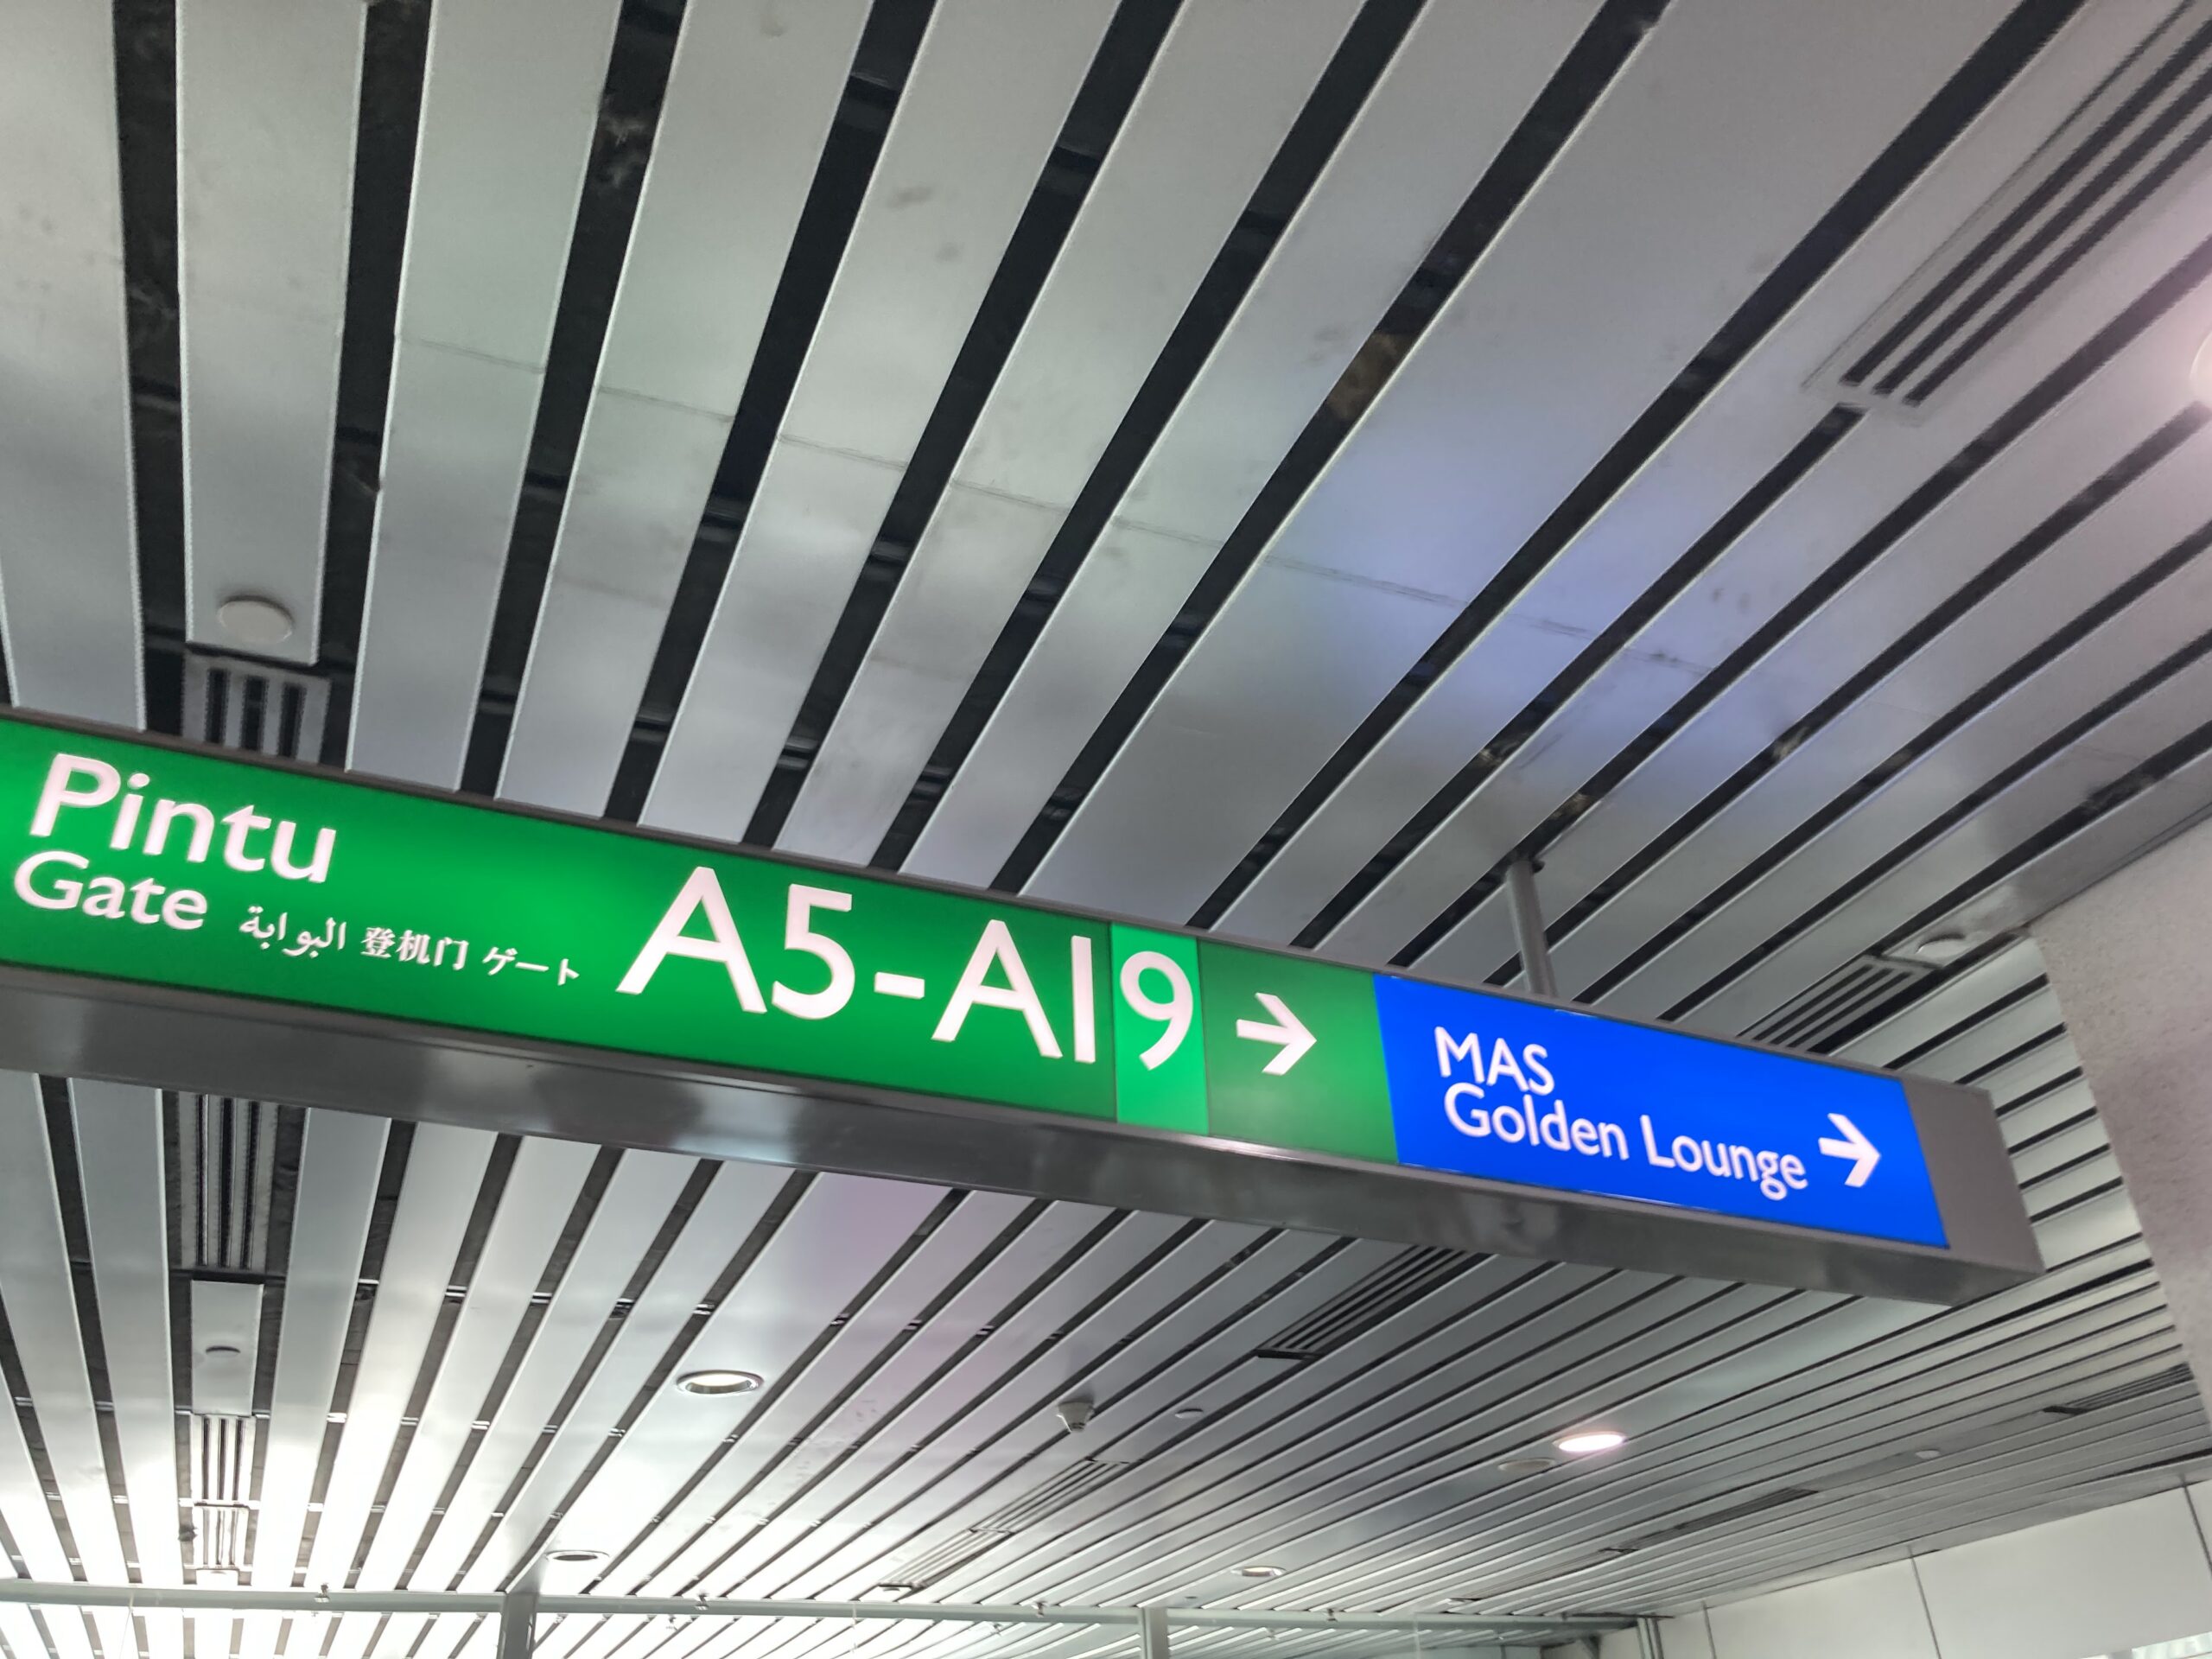 Pintu
Gate البوابة 登机门 ゲート
A5-A19 →
MAS
Golden Lounge →